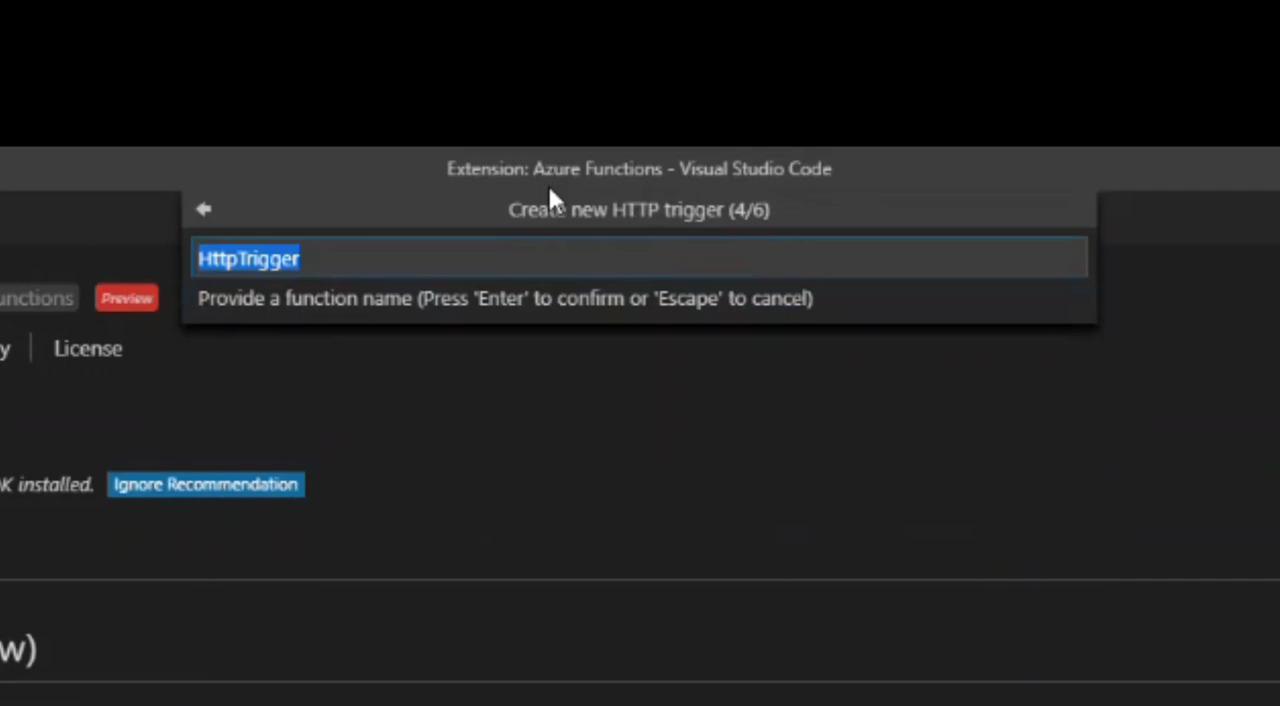 Extension: Azure Functions - Visual Studio Code
Create new HTTP trigger (4/6)
HttpTrigger
Provide a function name (Press 'Enter' to confirm or 'Escape' to cancel)
unctions Preview
y | License
K installed. Ignore Recommendation
w)